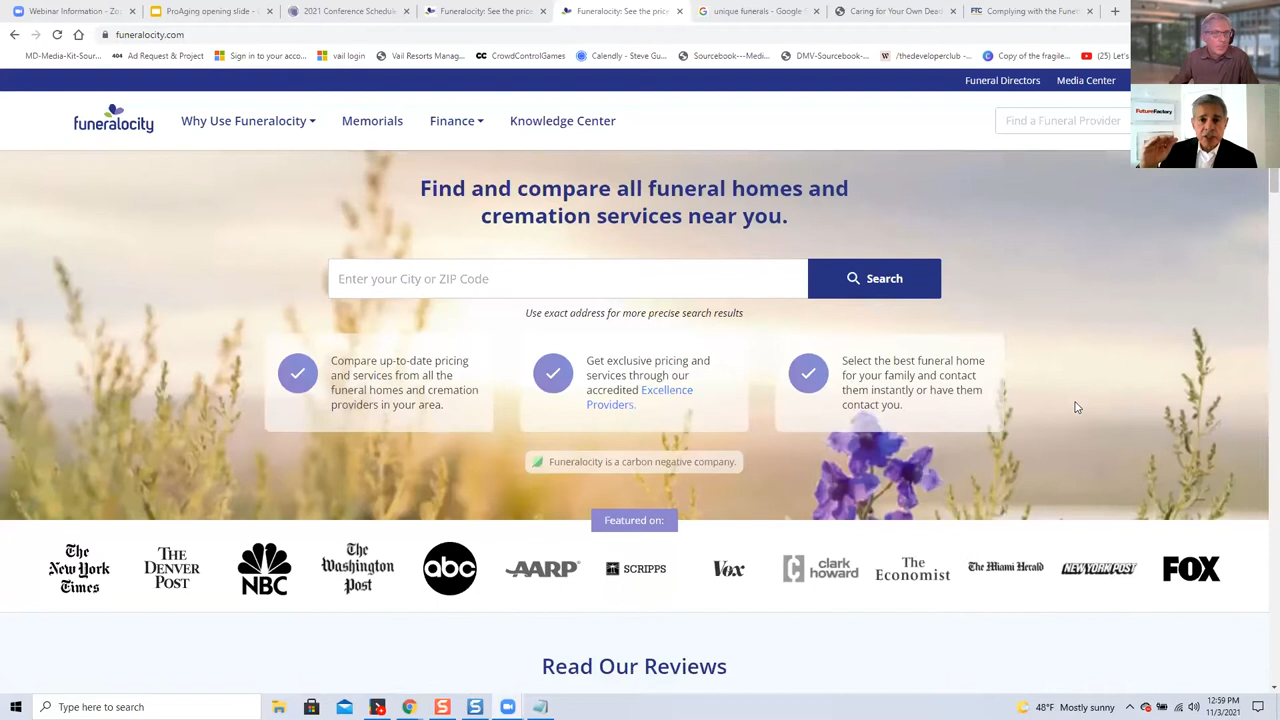 Webinar Information - Zo
ProAging opening slide -
2021 Conference Schedule
Funeralocity: See the price
Funeralocity: See the price
unique funerals - Google
Caring for Your Own Dead
FTC Complying with the Funer
funeralocity.com
MD-Media-Kit-Sour...
404 Ad Request & Project
Sign in to your acco...
vail login
Vail Resorts Manag...
CC CrowdControlGames
Calendly - Steve Gu...
Sourcebook---Medi...
DMV-Sourcebook-...
/thedeveloperclub -...
Copy of the fragile...
(25) Let's
Funeral Directors
Media Center
FutureFactory
funeralocity
Why Use Funeralocity
Memorials
Finance
Knowledge Center
Find a Funeral Provider
Find and compare all funeral homes and
cremation services near you.
Enter your City or ZIP Code
Search
Use exact address for more precise search results
Compare up-to-date pricing
and services from all the
funeral homes and cremation
providers in your area.
Get exclusive pricing and
services through our
accredited Excellence
Providers.
Select the best funeral home
for your family and contact
them instantly or have them
contact you.
Funeralocity is a carbon negative company.
Featured on:
The
New York
Times
THE
DENVER
POST
NBC
The
Washington
Post
abc
AARP
SCRIPPS
Vox
clark
howard
The
Economist
The Miami Herald
NEW YORK POST
FOX
Read Our Reviews
Type here to search
48°F Mostly sunny
12:59 PM
11/3/2021